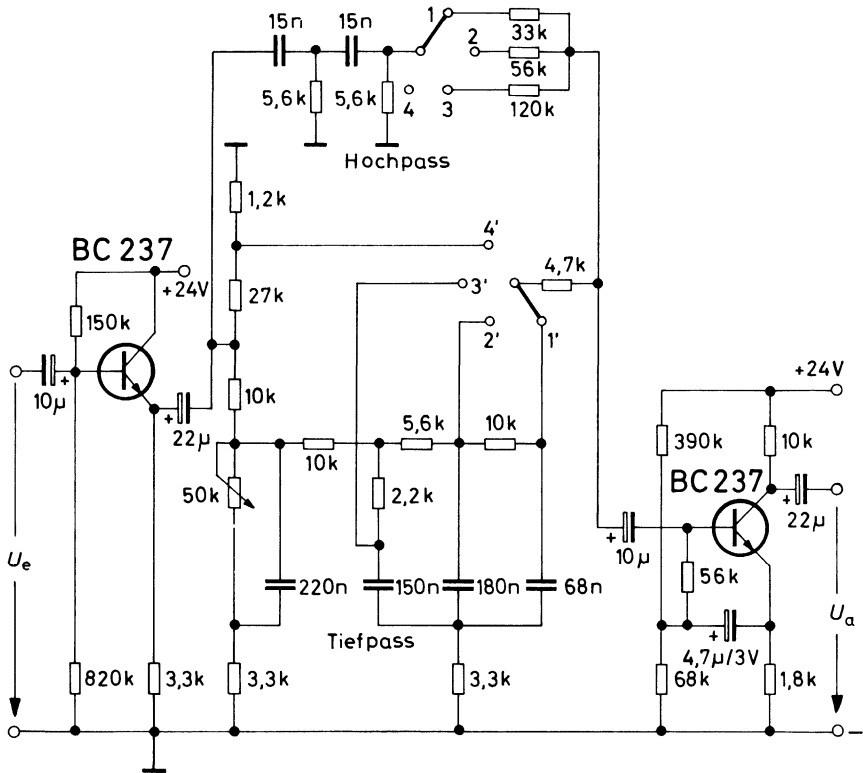 15n 15n 1 33k
2 56k
5,6k 5,6k 4 3 120k
Hochpass
1,2k
BC 237 4'
+24V 27k 3' 4,7k
150k 2' 1'
10µ + 10k +24V
+ 22µ 5,6k 10k 390k 10k
10k BC 237
50k 2,2k + 22µ
Ue + 10µ
220n 150n 180n 68n 56k Ua
Tiefpass + 4,7µ/3V
820k 3,3k 3,3k 3,3k 68k 1,8k
−